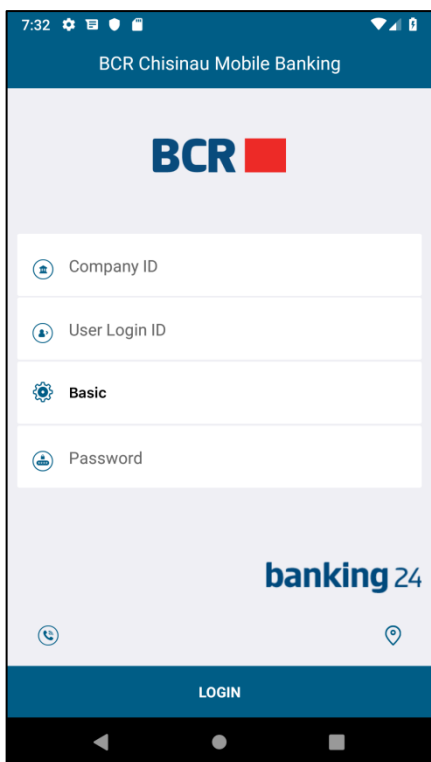 7:32
BCR Chisinau Mobile Banking
BCR
Company ID
User Login ID
Basic
Password
banking 24
LOGIN